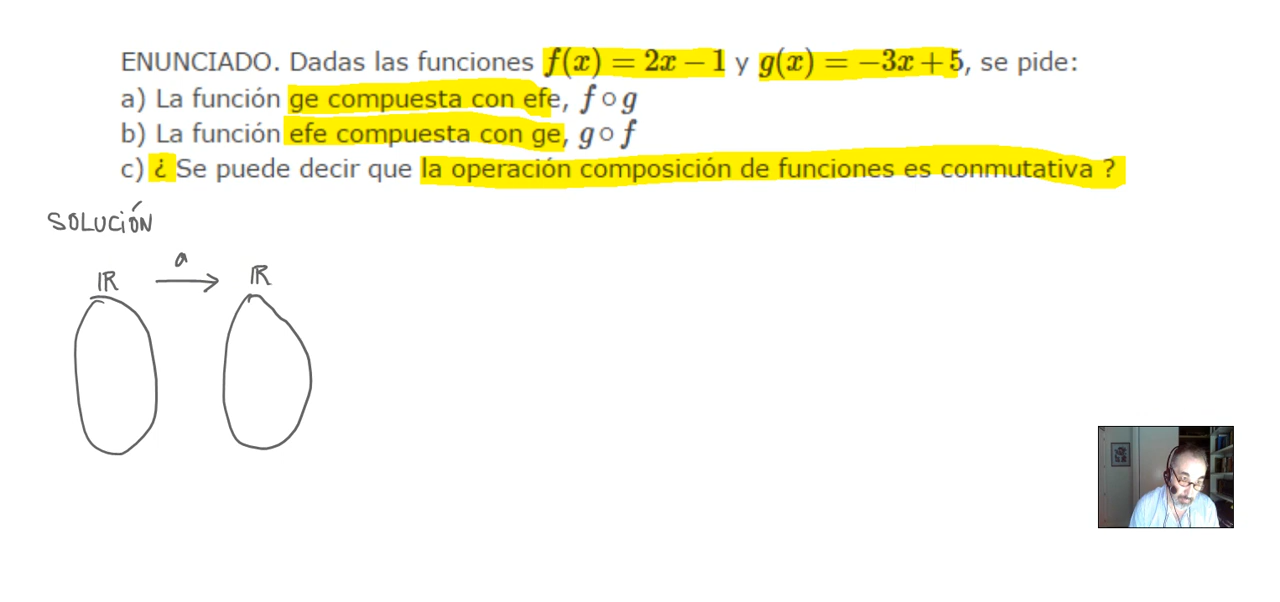 ENUNCIADO. Dadas las funciones f(x) = 2x − 1 y g(x) = −3x + 5, se pide:
a) La función ge compuesta con efe, f ∘ g
b) La función efe compuesta con ge, g ∘ f
c) ¿ Se puede decir que la operación composición de funciones es conmutativa ?
SOLUCIÓN
ℝ → ℝ